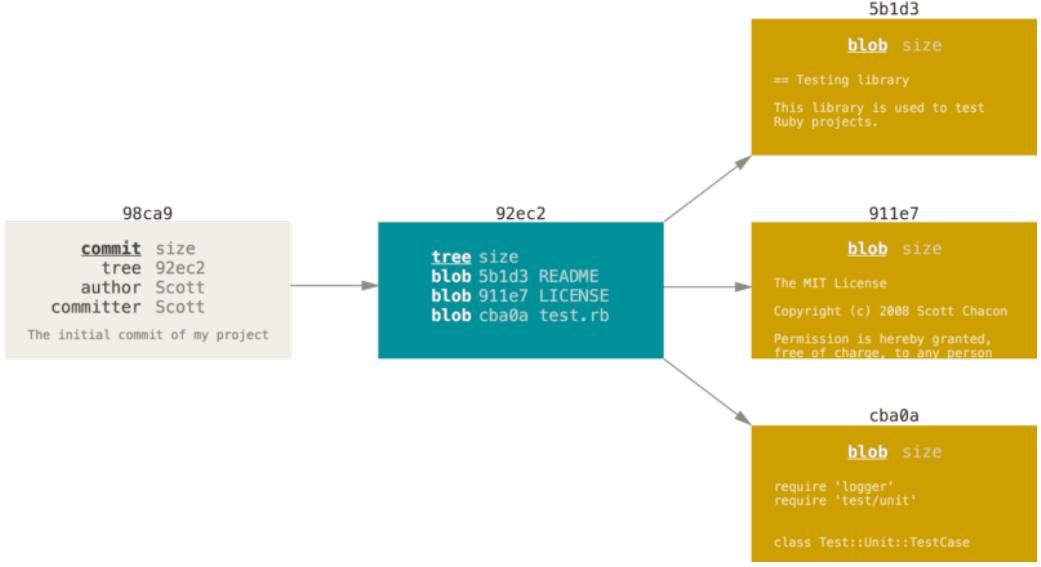 98ca9
commit size
tree 92ec2
author Scott
committer Scott
The initial commit of my project
92ec2
tree size
blob 5b1d3 README
blob 911e7 LICENSE
blob cba0a test.rb
5b1d3
blob size
== Testing library
This library is used to test
Ruby projects.
911e7
blob size
The MIT License
Copyright (c) 2008 Scott Chacon
Permission is hereby granted,
free of charge, to any person
cba0a
blob size
require 'logger'
require 'test/unit'
class Test::Unit::TestCase